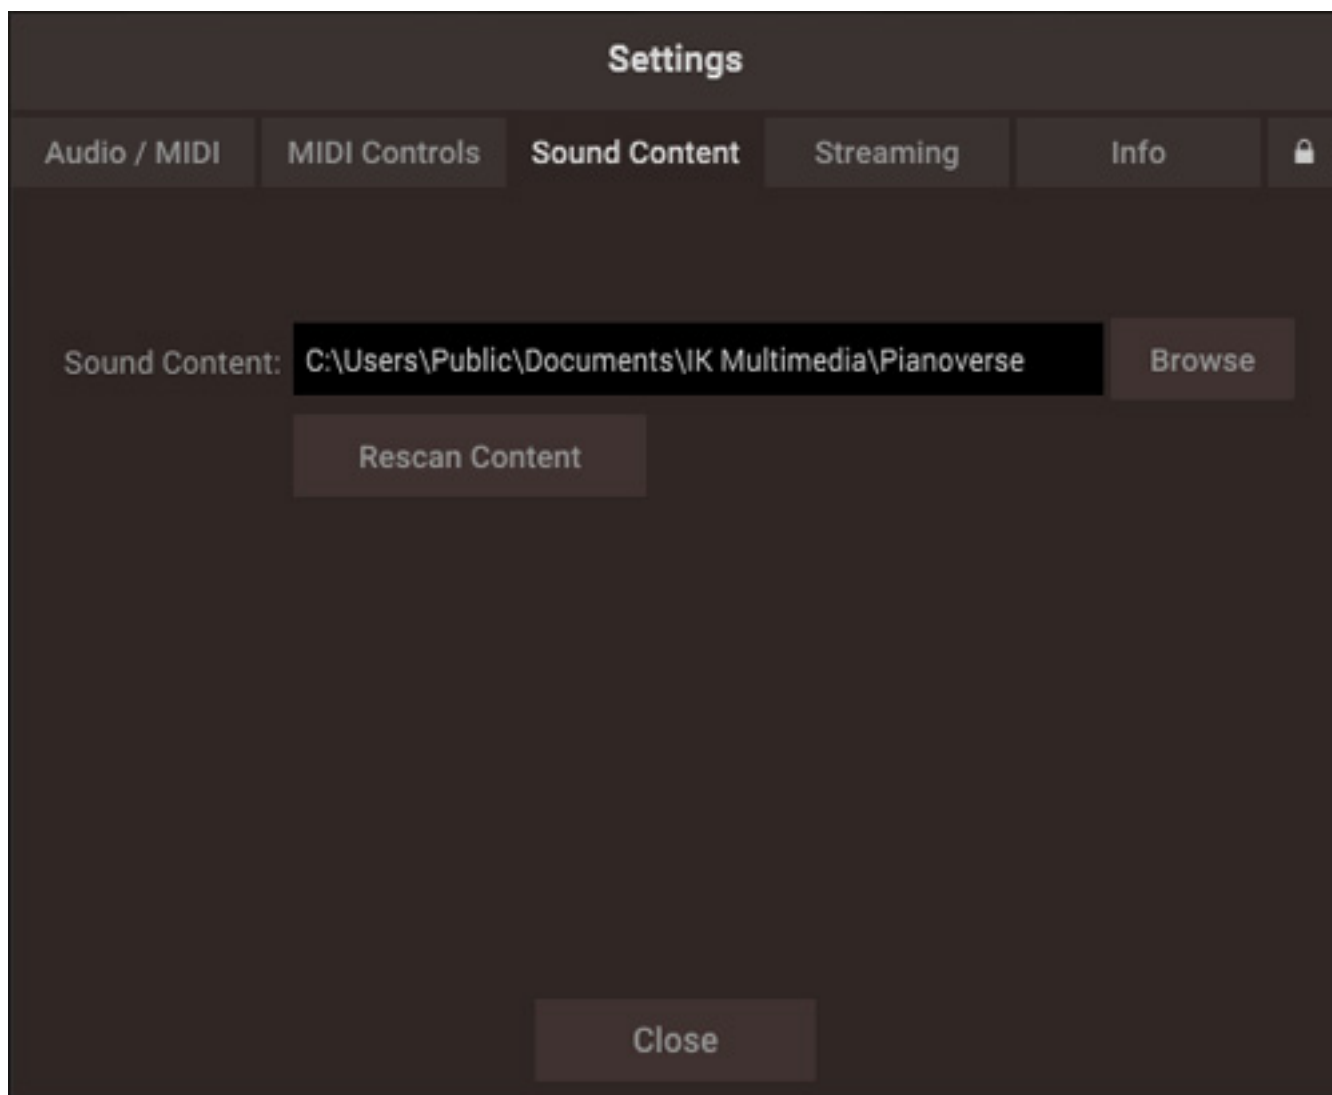 Settings
Audio / MIDI MIDI Controls Sound Content Streaming Info
Sound Content: C:\Users\Public\Documents\IK Multimedia\Pianoverse Browse
Rescan Content
Close